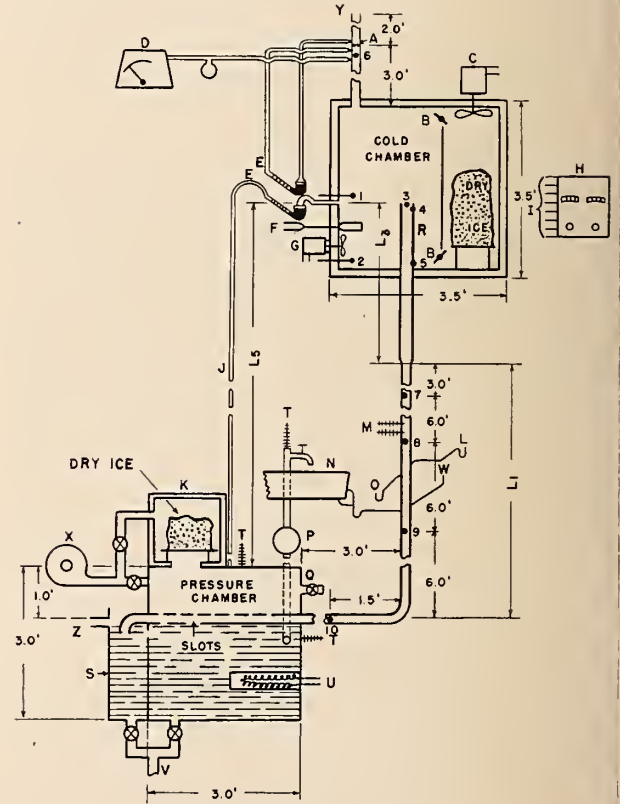 Y
2.0'
A
D
6
3.0'
C
B
COLD
CHAMBER
H
E
E
DRY
ICE
1
3
4
3.5'
I
R
F
L3
G
2
B
5
3.5'
L5
J
3.0'
7
T
M
6.0'
8
L
I
DRY ICE
N
W
O
L1
K
6.0'
X
P
9
T
3.0'
PRESSURE
CHAMBER
Q
6.0'
1.0'
1.5'
Z
3.0'
SLOTS
10
T
S
U
V
3.0'